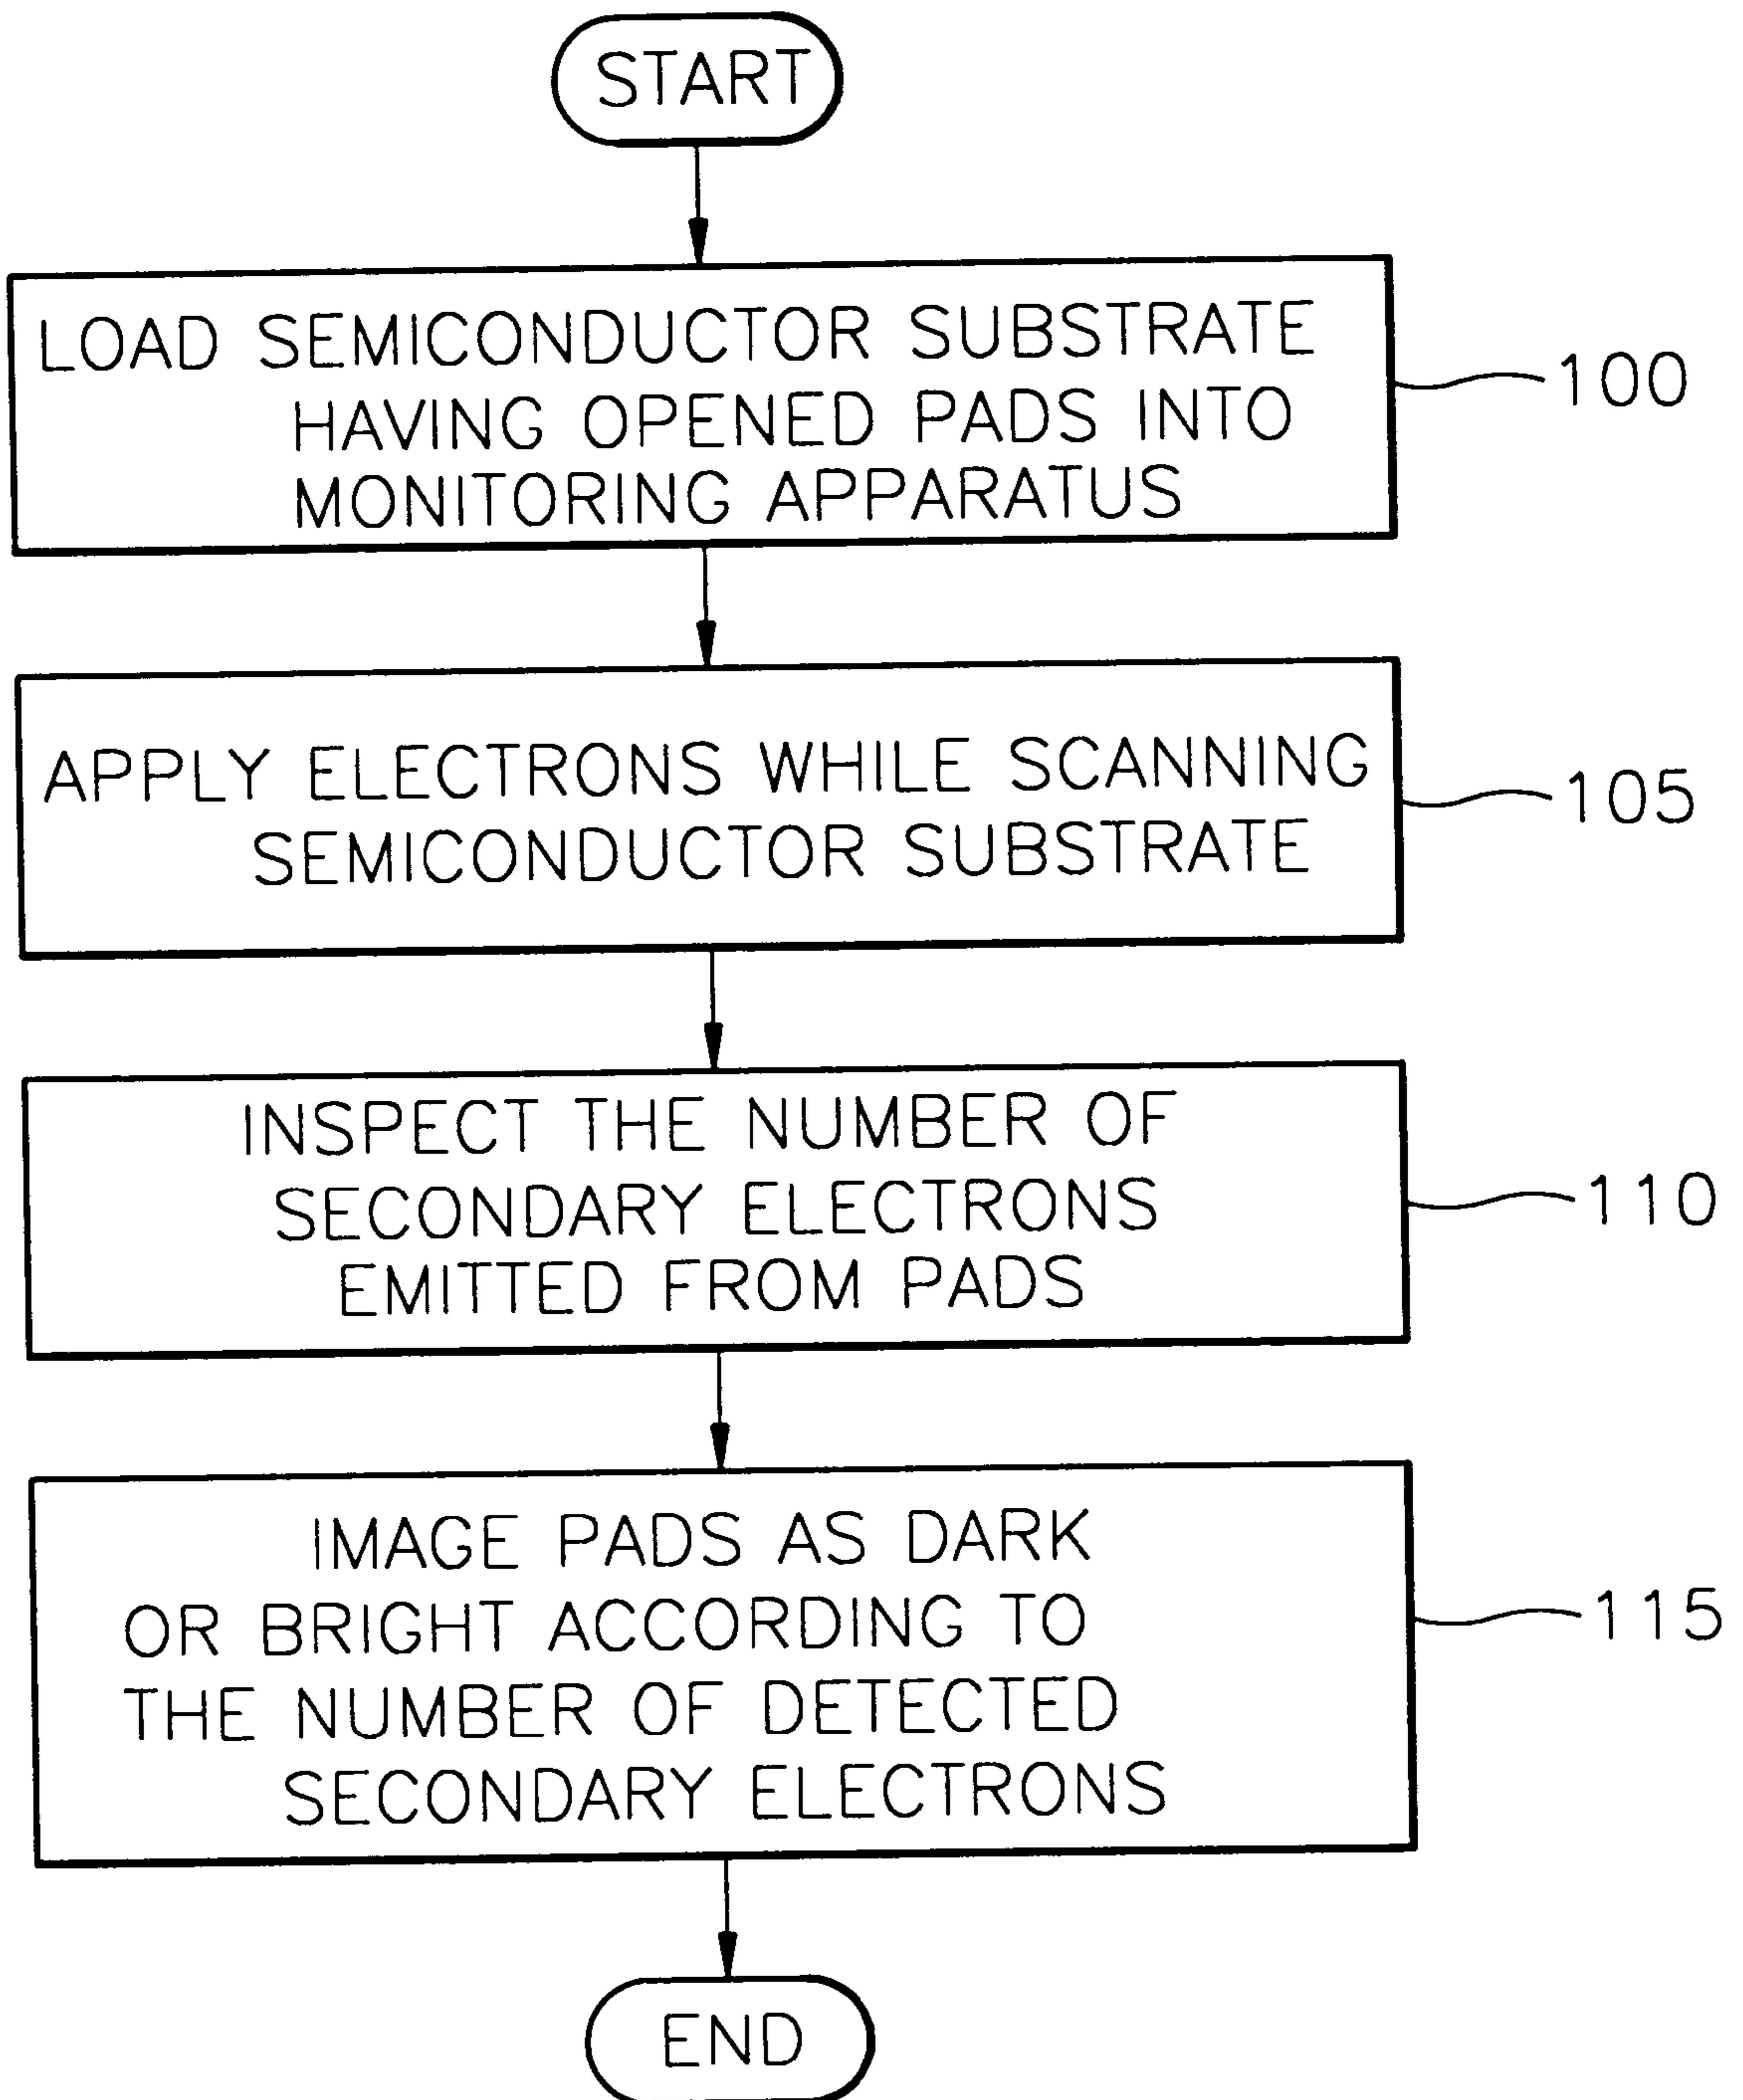 START
LOAD SEMICONDUCTOR SUBSTRATE
HAVING OPENED PADS INTO
MONITORING APPARATUS
100
APPLY ELECTRONS WHILE SCANNING
SEMICONDUCTOR SUBSTRATE
105
INSPECT THE NUMBER OF
SECONDARY ELECTRONS
EMITTED FROM PADS
110
IMAGE PADS AS DARK
OR BRIGHT ACCORDING TO
THE NUMBER OF DETECTED
SECONDARY ELECTRONS
115
END